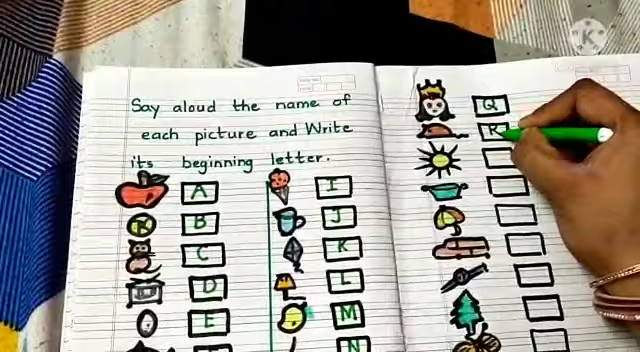 Say aloud the name of
each picture and Write
its beginning letter.
A
B
C
D
E
I
J
K
L
M
N
Q
R
K